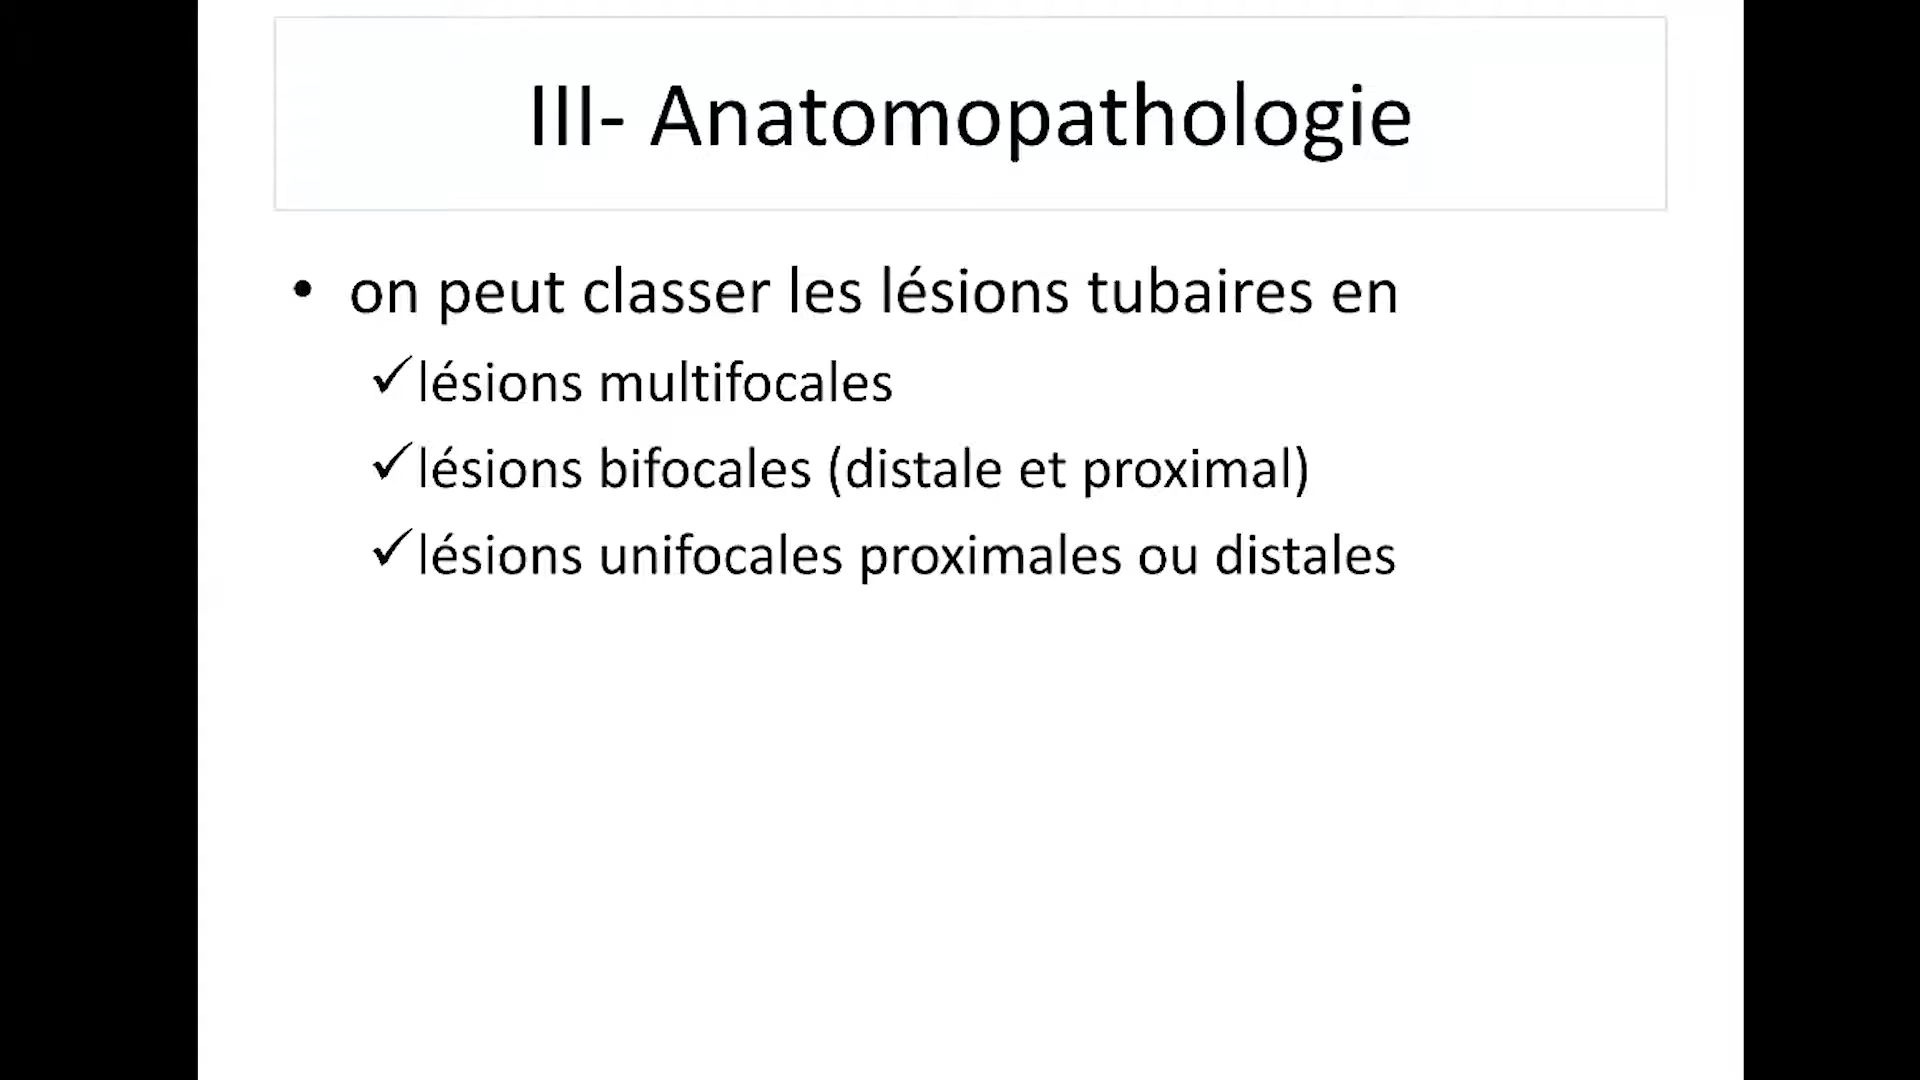 III- Anatomopathologie
• on peut classer les lésions tubaires en
✓lésions multifocales
✓lésions bifocales (distale et proximal)
✓lésions unifocales proximales ou distales